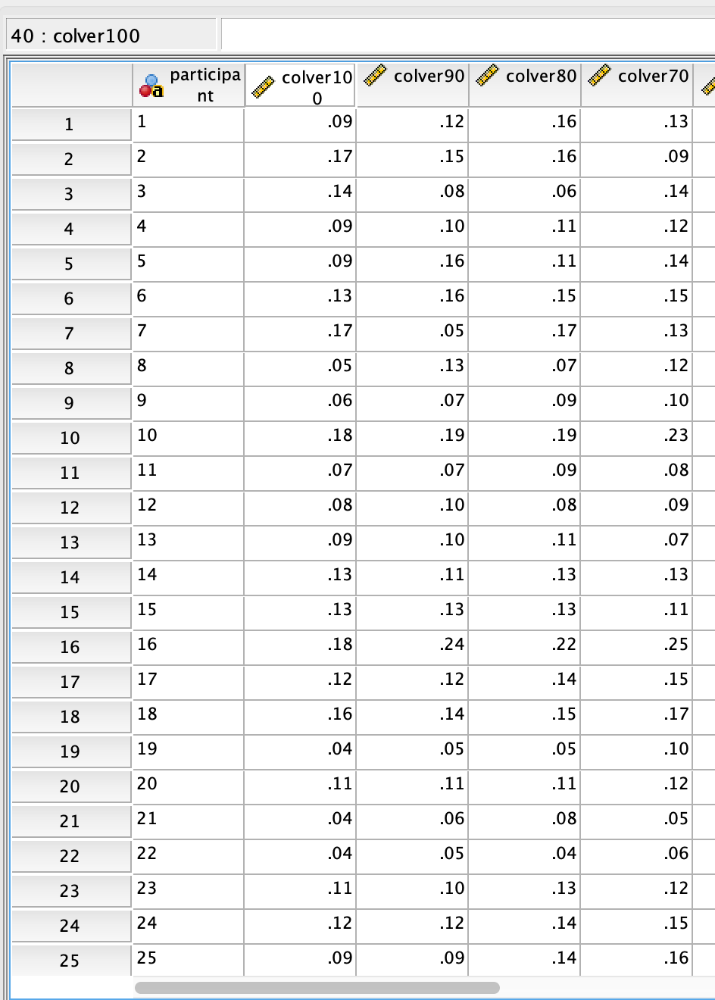 40 : colver100
participa
nt
colver10
0
colver90
colver80
colver70
1 1 .09 .12 .16 .13
2 2 .17 .15 .16 .09
3 3 .14 .08 .06 .14
4 4 .09 .10 .11 .12
5 5 .09 .16 .11 .14
6 6 .13 .16 .15 .15
7 7 .17 .05 .17 .13
8 8 .05 .13 .07 .12
9 9 .06 .07 .09 .10
10 10 .18 .19 .19 .23
11 11 .07 .07 .09 .08
12 12 .08 .10 .08 .09
13 13 .09 .10 .11 .07
14 14 .13 .11 .13 .13
15 15 .13 .13 .13 .11
16 16 .18 .24 .22 .25
17 17 .12 .12 .14 .15
18 18 .16 .14 .15 .17
19 19 .04 .05 .05 .10
20 20 .11 .11 .11 .12
21 21 .04 .06 .08 .05
22 22 .04 .05 .04 .06
23 23 .11 .10 .13 .12
24 24 .12 .12 .14 .15
25 25 .09 .09 .14 .16